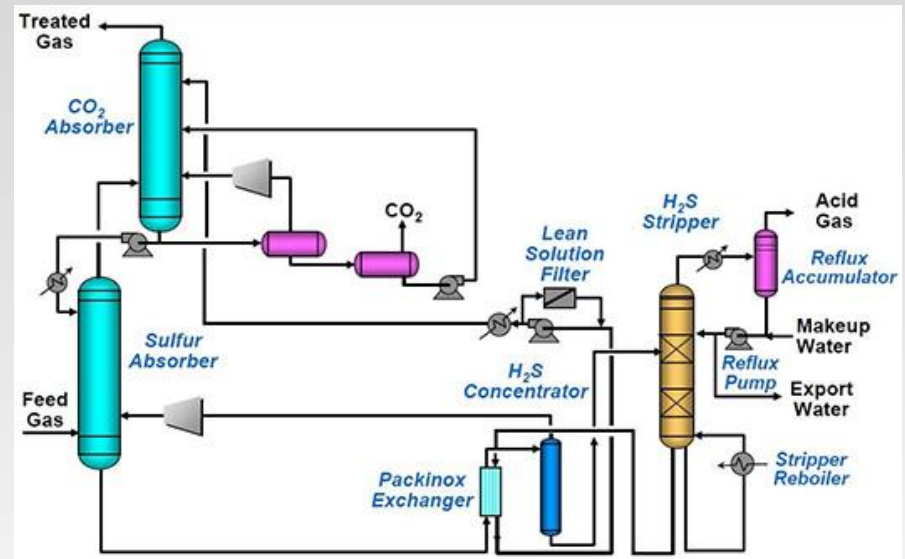 Treated
Gas
CO₂
Absorber
CO₂
Lean
Solution
Filter
H₂S
Stripper
Acid
Gas
Reflux
Accumulator
Sulfur
Absorber
H₂S
Concentrator
Makeup
Water
Reflux
Pump
Export
Water
Feed
Gas
Packinox
Exchanger
Stripper
Reboiler